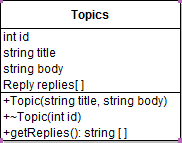 Topics
int id
string title
string body
Reply replies[ ]
+Topic(string title, string body)
+~Topic(int id)
+getReplies(): string [ ]